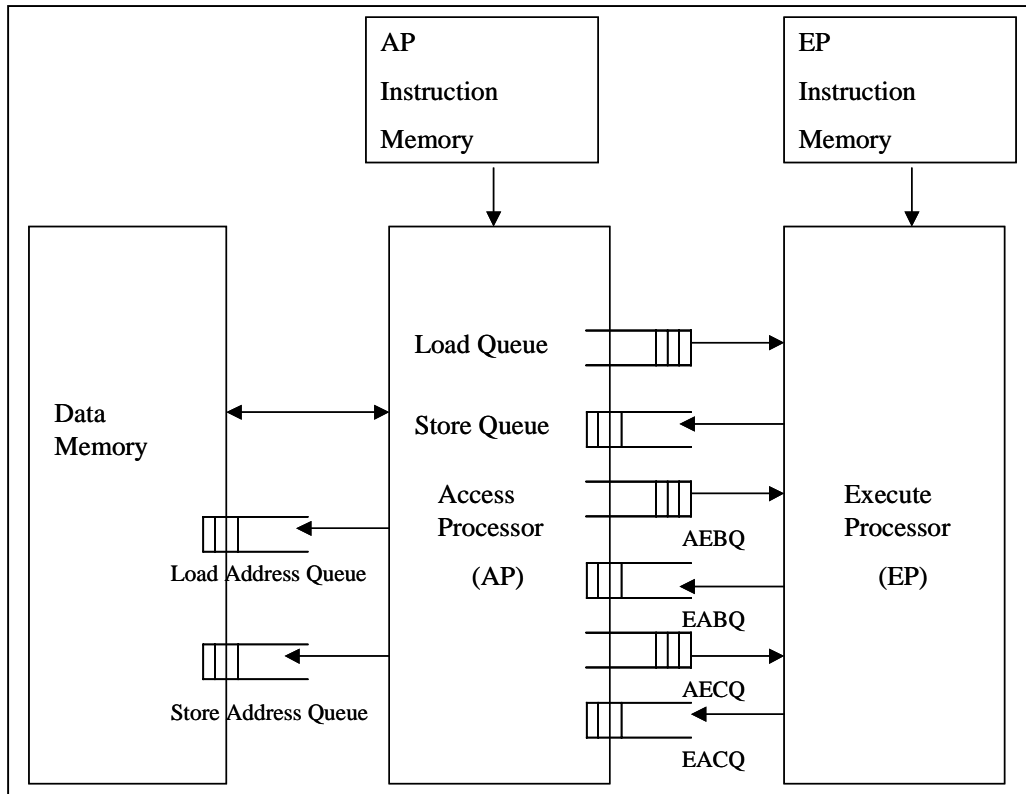 AP
Instruction
Memory
EP
Instruction
Memory
Data
Memory
Load Queue
Store Queue
Access
Processor
(AP)
Execute
Processor
(EP)
AEBQ
EABQ
AECQ
EACQ
Load Address Queue
Store Address Queue